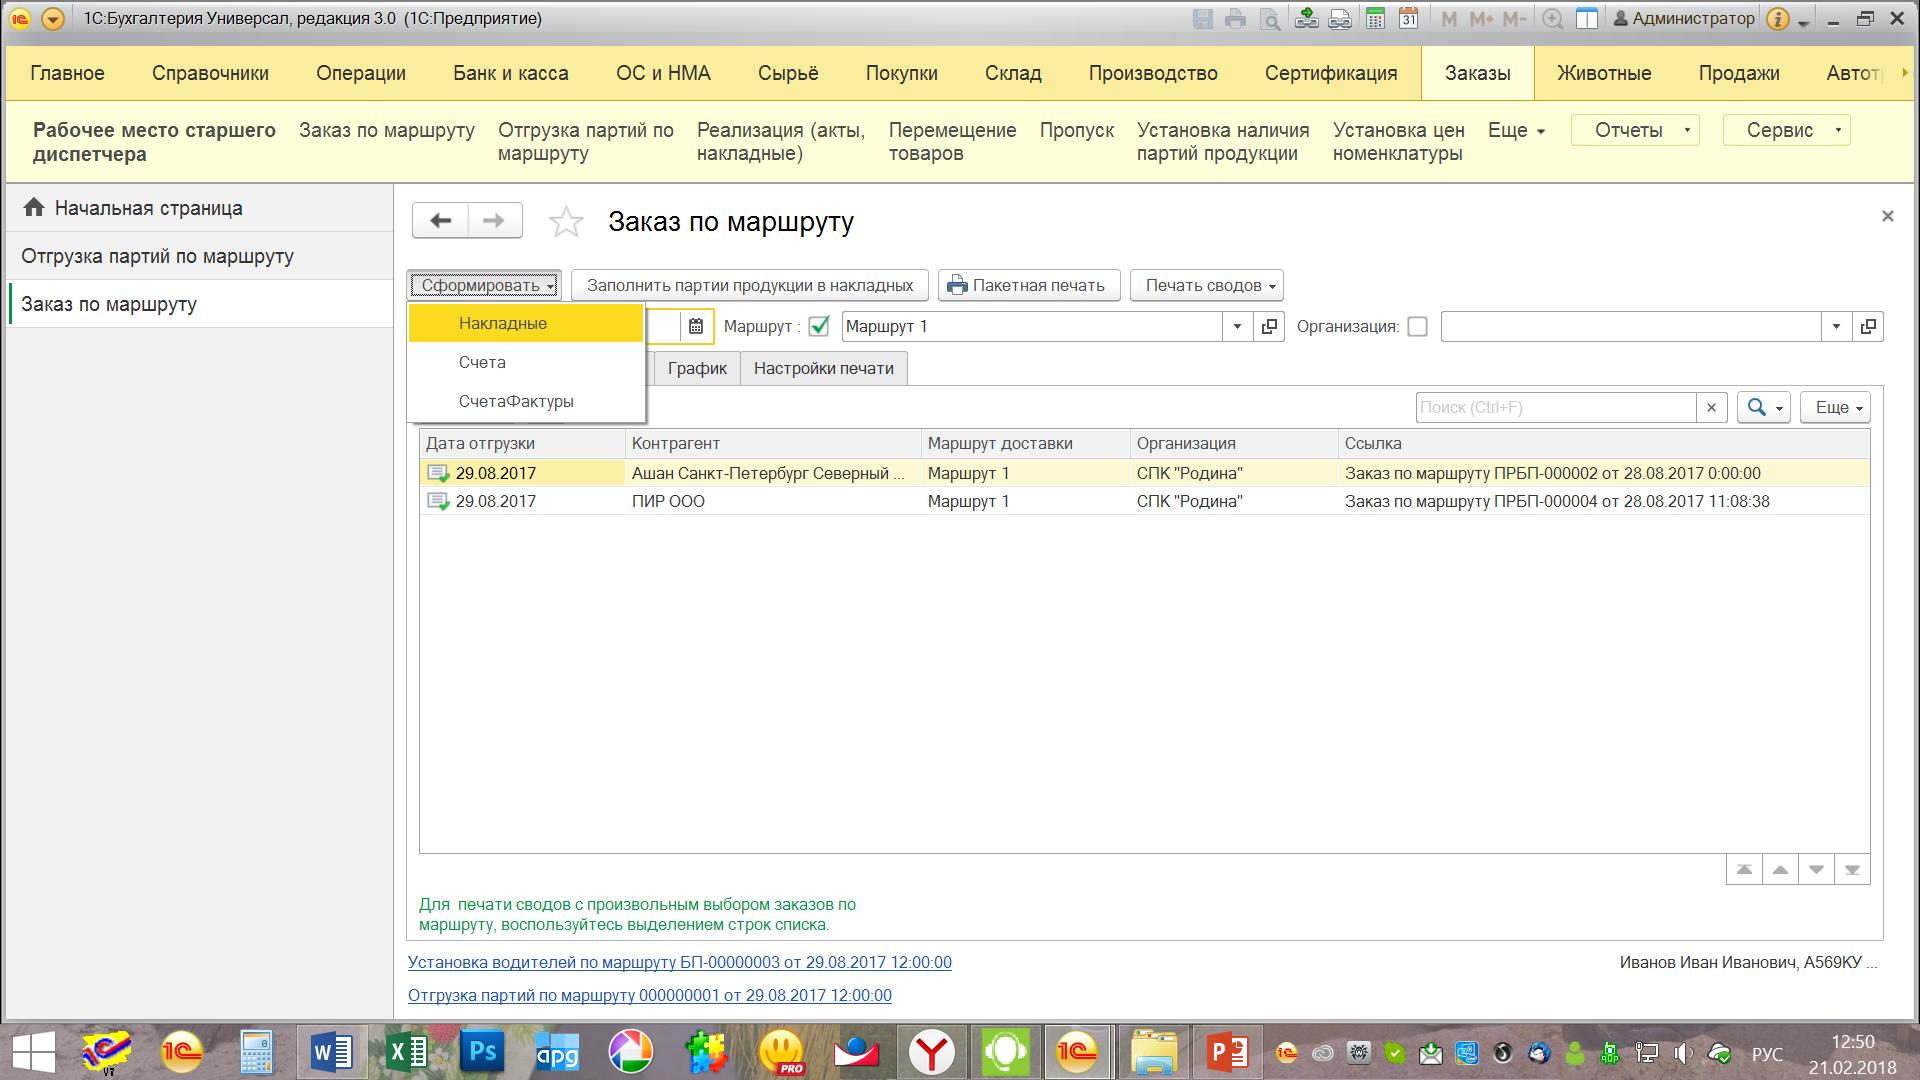 1С:Бухгалтерия Универсал, редакция 3.0 (1С:Предприятие)
31 M M+ M- Администратор
Главное Справочники Операции Банк и касса ОС и НМА Сырьё Покупки Склад Производство Сертификация Заказы Животные Продажи Автот
Рабочее место старшего Заказ по маршруту Отгрузка партий по Реализация (акты, Перемещение Пропуск Установка наличия Установка цен Еще Отчеты Сервис
диспетчера маршруту накладные) товаров партий продукции номенклатуры
Начальная страница
Отгрузка партий по маршруту
Заказ по маршруту
Заказ по маршруту
Сформировать Заполнить партии продукции в накладных Пакетная печать Печать сводов
Накладные
Счета
СчетаФактуры
Маршрут : Маршрут 1 Организация:
График Настройки печати
Поиск (Ctrl+F) Еще
Дата отгрузки Контрагент Маршрут доставки Организация Ссылка
29.08.2017 Ашан Санкт-Петербург Северный ... Маршрут 1 СПК "Родина" Заказ по маршруту ПРБП-000002 от 28.08.2017 0:00:00
29.08.2017 ПИР ООО Маршрут 1 СПК "Родина" Заказ по маршруту ПРБП-000004 от 28.08.2017 11:08:38
Для печати сводов с произвольным выбором заказов по
маршруту, воспользуйтесь выделением строк списка.
Установка водителей по маршруту БП-00000003 от 29.08.2017 12:00:00
Иванов Иван Иванович, А569КУ ...
Отгрузка партий по маршруту 000000001 от 29.08.2017 12:00:00
Ps apg PRO РУС
12:50
21.02.2018